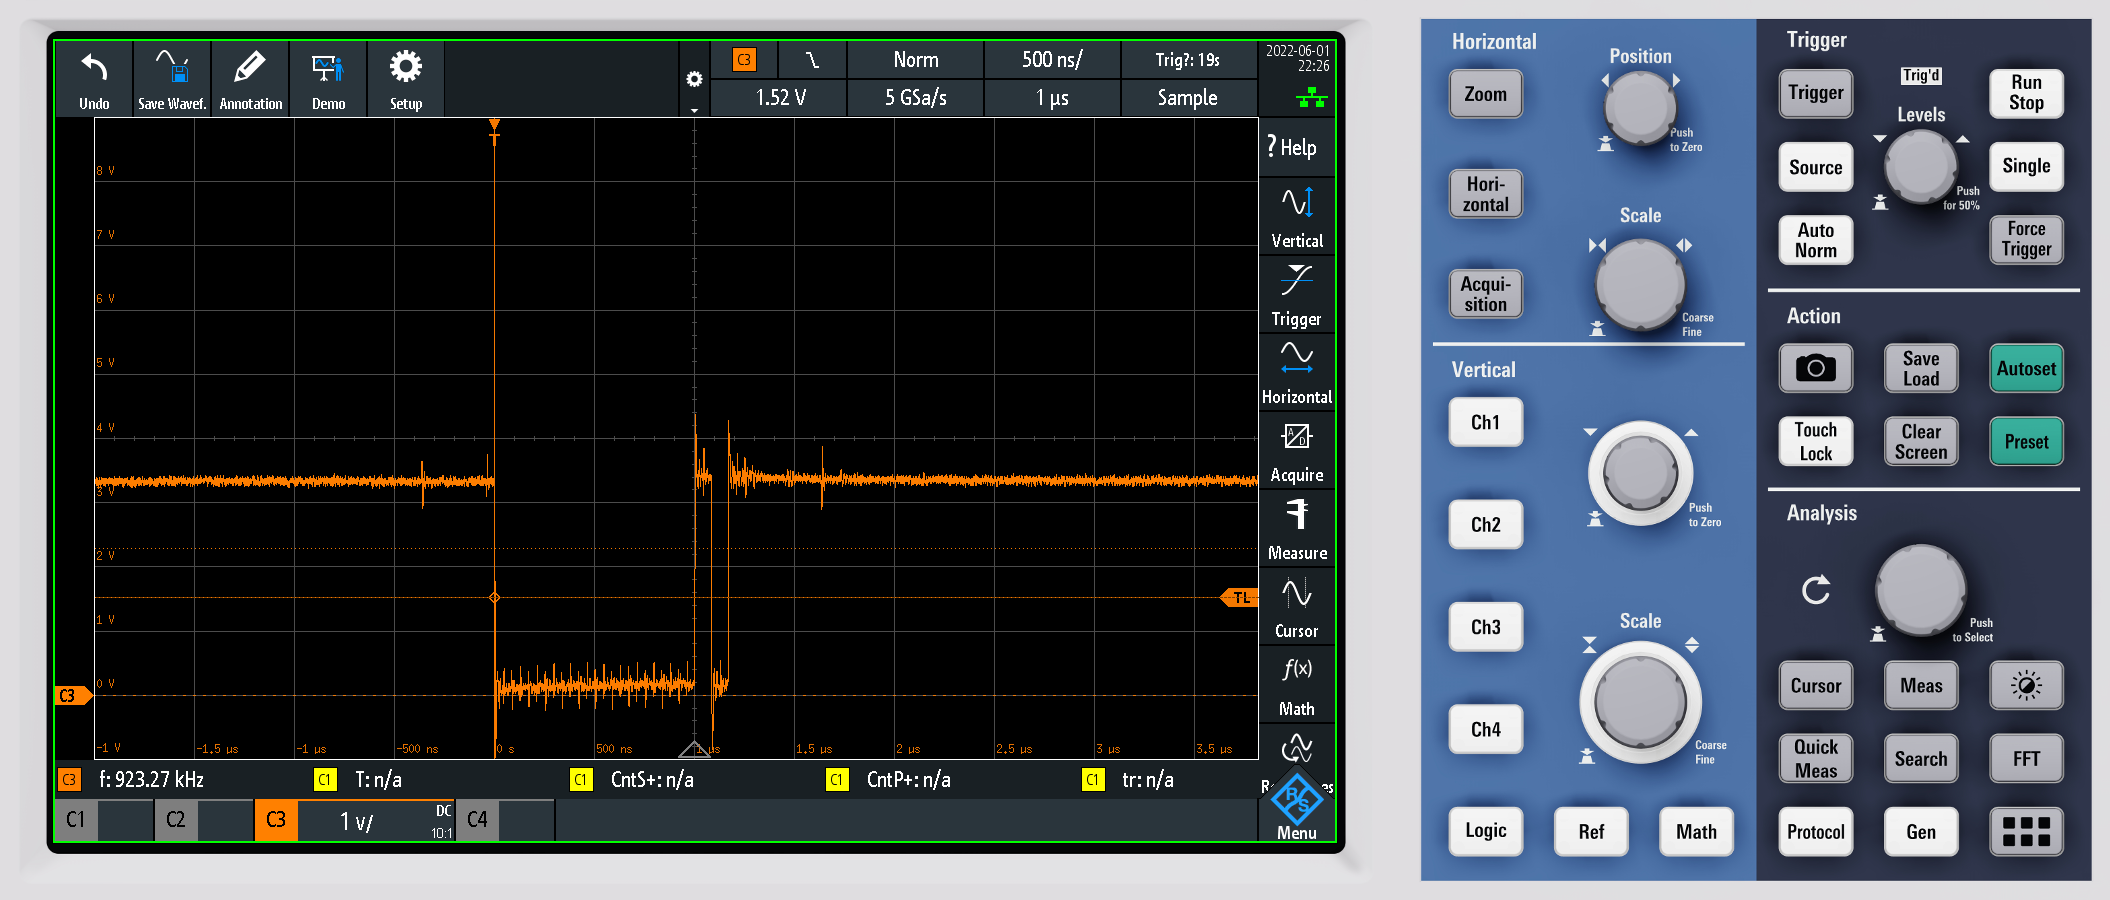 Undo
Save Wavef.
Annotation
Demo
Setup
C3
Norm
500 ns/
Trig?: 19s
2022-06-01
22:26
1.52 V
5 GSa/s
1 µs
Sample
T
8 V
7 V
6 V
5 V
4 V
3 V
2 V
1 V
0 V
-1 V
-1.5 µs
-1 µs
-500 ns
0 s
500 ns
1 µs
1.5 µs
2 µs
2.5 µs
3 µs
3.5 µs
C3
TL
? Help
Vertical
Trigger
Horizontal
A
D
Acquire
Measure
Cursor
f(x)
Math
R&S
Menu
C3 f: 923.27 kHz
C1 T: n/a
C1 CntS+: n/a
C1 CntP+: n/a
C1 tr: n/a
C1
C2
C3
1 V/
DC
10:1
C4
Horizontal
Position
Zoom
Push
to Zero
Hori-
zontal
Scale
Acqui-
sition
Coarse
Fine
Vertical
Ch1
Ch2
Push
to Zero
Ch3
Scale
Ch4
Coarse
Fine
Logic
Ref
Math
Trigger
Trigger
Trig'd
Run
Stop
Levels
Source
Single
Push
for 50%
Auto
Norm
Force
Trigger
Action
Save
Load
Autoset
Touch
Lock
Clear
Screen
Preset
Analysis
Push
to Select
Cursor
Meas
Quick
Meas
Search
FFT
Protocol
Gen